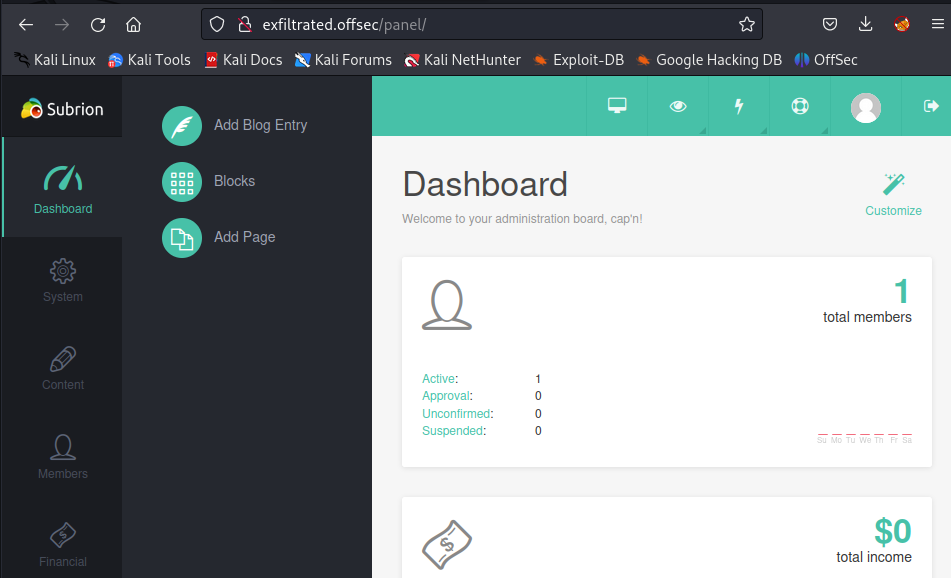 exfiltrated.offsec/panel/
Kali Linux Kali Tools Kali Docs Kali Forums Kali NetHunter Exploit-DB Google Hacking DB OffSec
Subrion
Dashboard
System
Content
Members
Financial
Add Blog Entry
Blocks
Add Page
Dashboard
Welcome to your administration board, cap'n!
Customize
1
total members
Active: 1
Approval: 0
Unconfirmed: 0
Suspended: 0
Su Mo Tu We Th Fr Sa
$0
total income